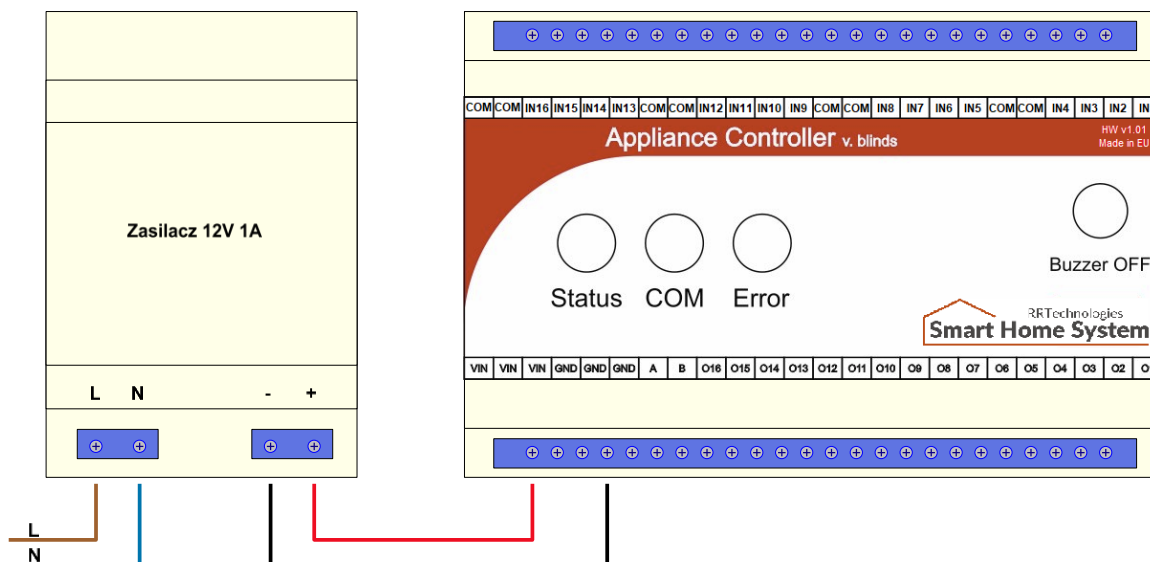 COM COM IN16 IN15 IN14 IN13 COM COM IN12 IN11 IN10 IN9 COM COM IN8 IN7 IN6 IN5 COM COM IN4 IN3 IN2 IN
Appliance Controller v. blinds
HW v1.01
Made in EU
Zasilacz 12V 1A
Status COM Error
Buzzer OFF
RRTechnologies
Smart Home System
VIN VIN VIN GND GND GND A B O16 O15 O14 O13 O12 O11 O10 O9 O8 O7 O6 O5 O4 O3 O2 O
L N - +
L
N